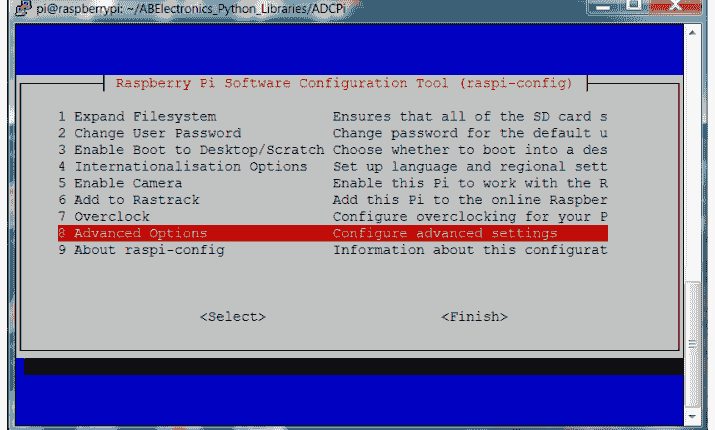 pi@raspberrypi: ~/ABElectronics_Python_Libraries/ADCPi
Raspberry Pi Software Configuration Tool (raspi-config)
1 Expand Filesystem Ensures that all of the SD card s
2 Change User Password Change password for the default u
3 Enable Boot to Desktop/Scratch Choose whether to boot into a des
4 Internationalisation Options Set up language and regional sett
5 Enable Camera Enable this Pi to work with the R
6 Add to Rastrack Add this Pi to the online Raspber
7 Overclock Configure overclocking for your P
8 Advanced Options Configure advanced settings
9 About raspi-config Information about this configurat
<Select> <Finish>